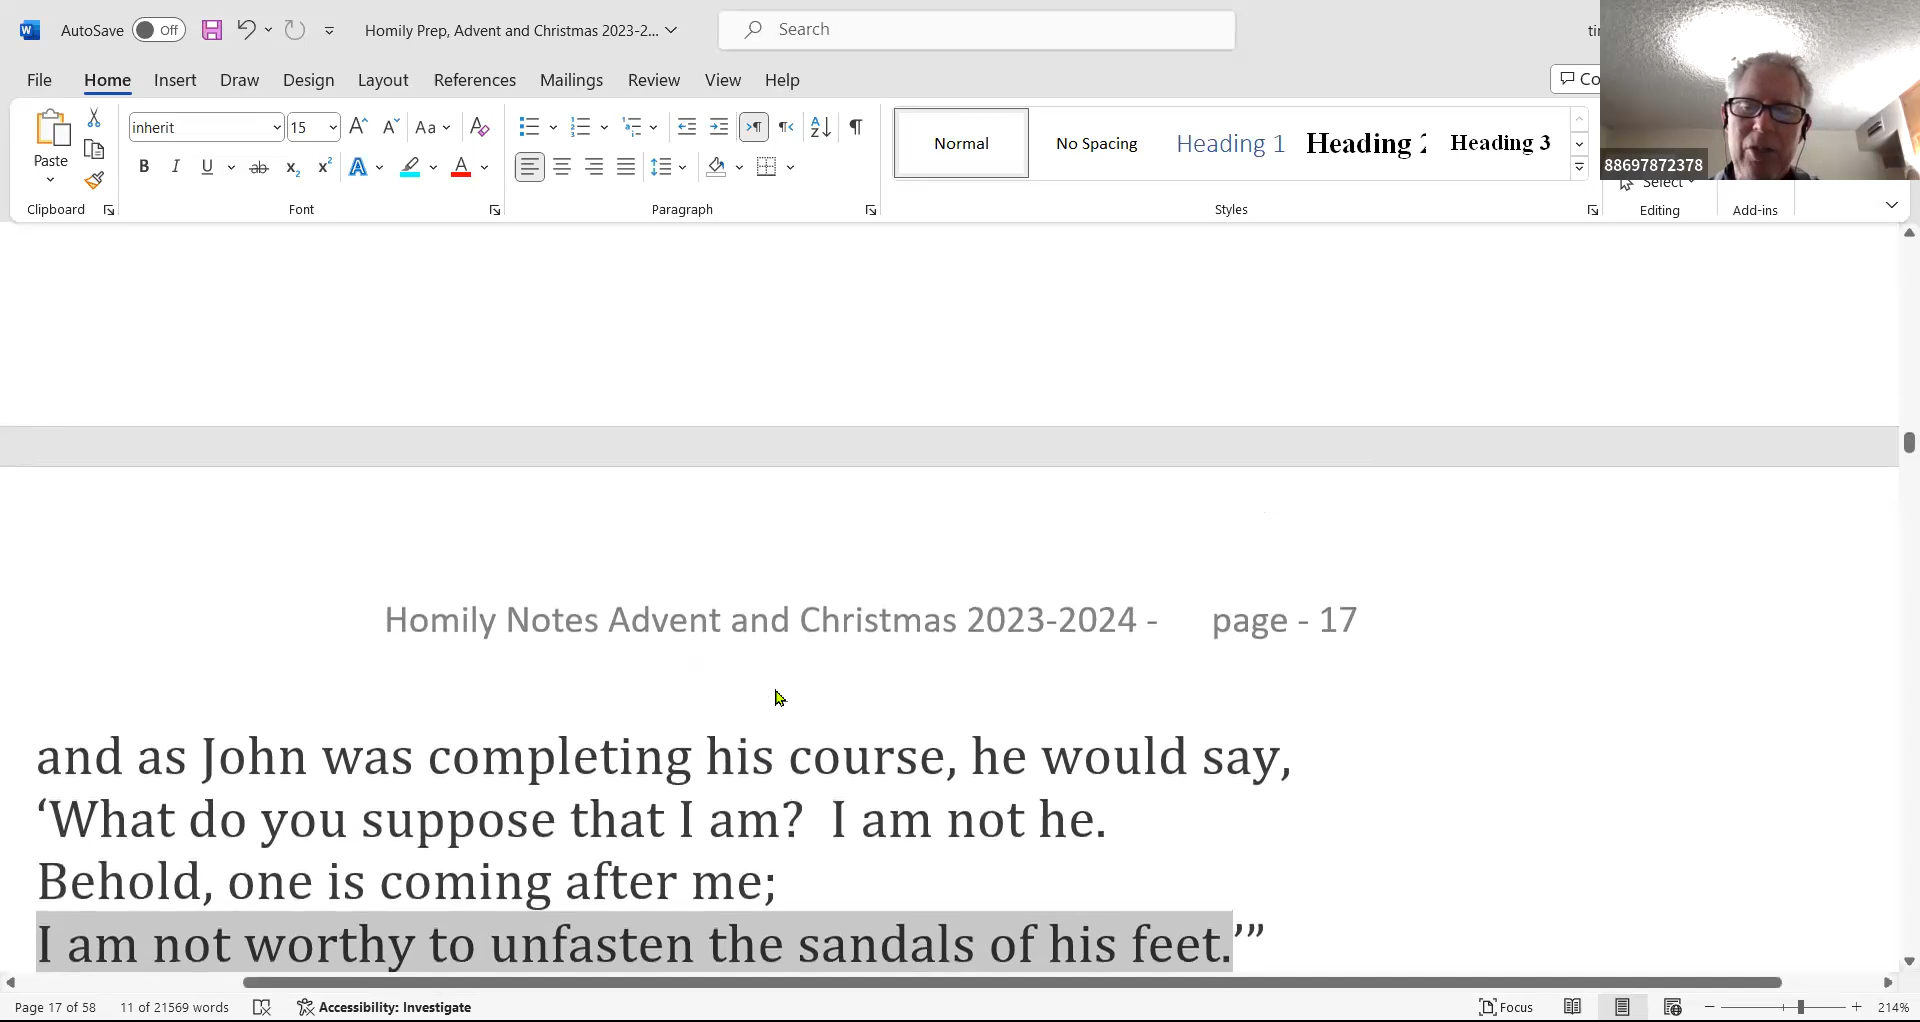 AutoSave Off Homily Prep, Advent and Christmas 2023-2... Search
File Home Insert Draw Design Layout References Mailings Review View Help
inherit 15 Aa
Paste
B I U ab x₂ x² A A
Normal No Spacing Heading 1 Heading 2 Heading 3
88697872378
Select
Clipboard Font Paragraph Styles Editing Add-ins
Homily Notes Advent and Christmas 2023-2024 - page - 17
and as John was completing his course, he would say,
‘What do you suppose that I am? I am not he.
Behold, one is coming after me;
I am not worthy to unfasten the sandals of his feet.’”
Page 17 of 58 11 of 21569 words Accessibility: Investigate Focus 214%